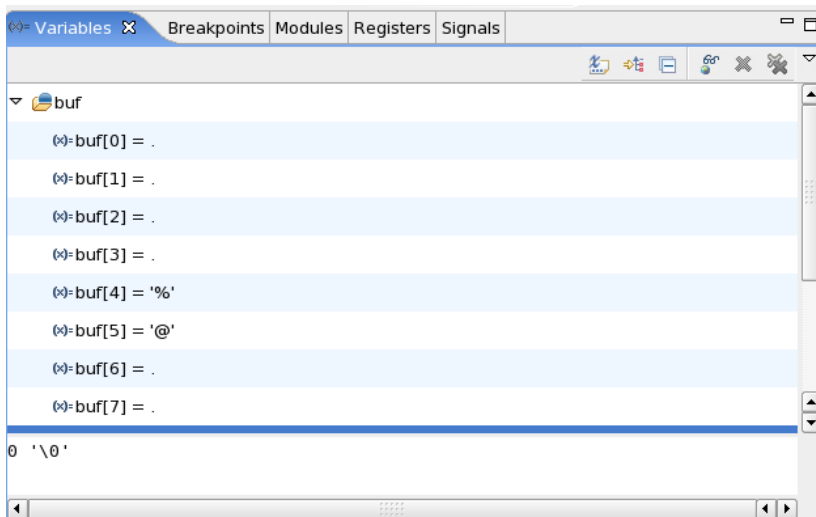 (x)= Variables Breakpoints Modules Registers Signals
buf
(x)= buf[0] = .
(x)= buf[1] = .
(x)= buf[2] = .
(x)= buf[3] = .
(x)= buf[4] = '%'
(x)= buf[5] = '@'
(x)= buf[6] = .
(x)= buf[7] = .
0 '\0'